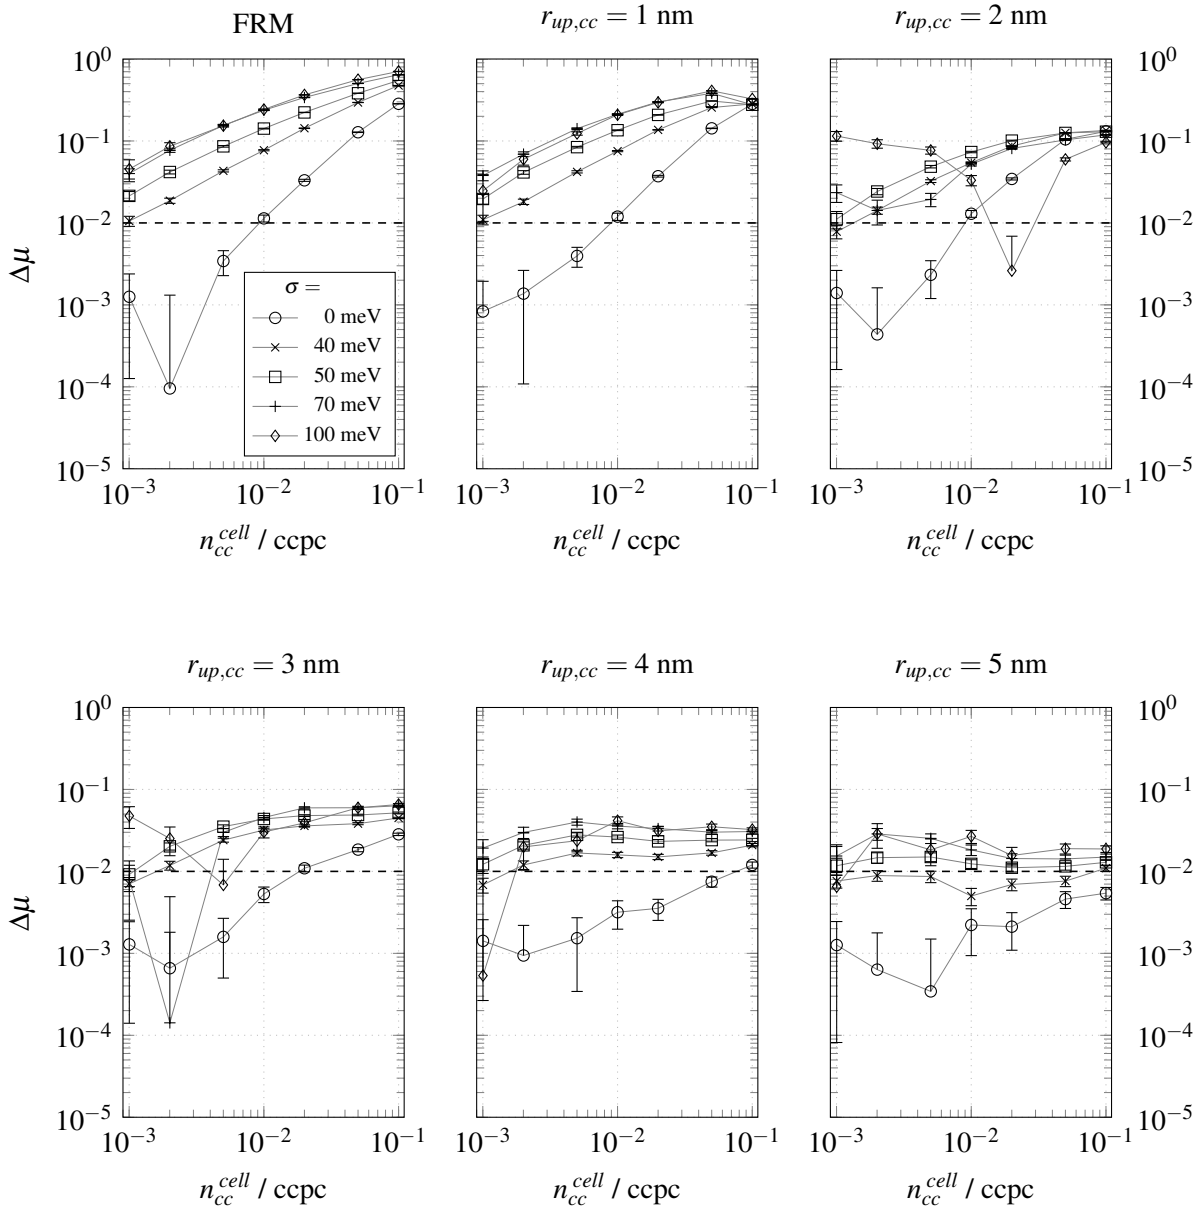 FRM
r_{up,cc} = 1 nm
r_{up,cc} = 2 nm
10^0
10^{-1}
10^{-2}
10^{-3}
10^{-4}
10^{-5}
Δμ
σ =
0 meV
40 meV
50 meV
70 meV
100 meV
10^0
10^{-1}
10^{-2}
10^{-3}
10^{-4}
10^{-5}
10^{-3} 10^{-2} 10^{-1}
10^{-3} 10^{-2} 10^{-1}
10^{-3} 10^{-2} 10^{-1}
n_{cc}^{cell} / ccpc
n_{cc}^{cell} / ccpc
n_{cc}^{cell} / ccpc
r_{up,cc} = 3 nm
r_{up,cc} = 4 nm
r_{up,cc} = 5 nm
10^0
10^{-1}
10^{-2}
10^{-3}
10^{-4}
10^{-5}
Δμ
10^0
10^{-1}
10^{-2}
10^{-3}
10^{-4}
10^{-5}
10^{-3} 10^{-2} 10^{-1}
10^{-3} 10^{-2} 10^{-1}
10^{-3} 10^{-2} 10^{-1}
n_{cc}^{cell} / ccpc
n_{cc}^{cell} / ccpc
n_{cc}^{cell} / ccpc